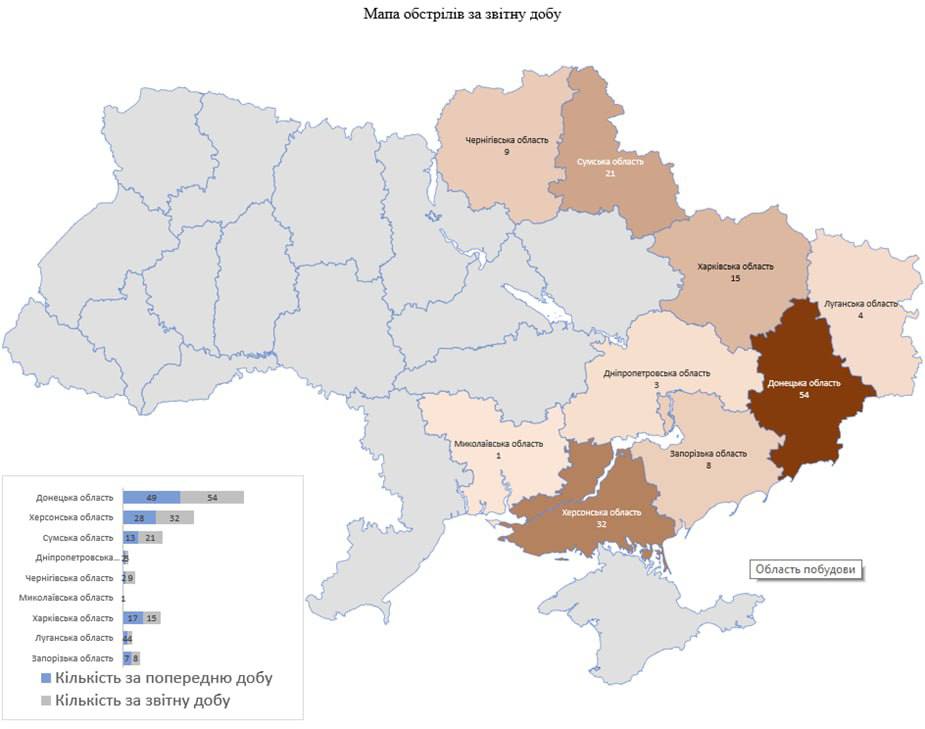 Мапа обстрілів за звітну добу
Чернігівська область
9
Сумська область
21
Харківська область
15
Луганська область
4
Дніпропетровська область
3
Донецька область
54
Миколаївська область
1
Запорізька область
8
Херсонська область
32
Область побудови
Донецька область 49 54
Херсонська область 28 32
Сумська область 13 21
Дніпропетровська...
Чернігівська область 2 9
Миколаївська область 1
Харківська область 17 15
Луганська область 4 4
Запорізька область 7 8
Кількість за попередню добу
Кількість за звітну добу